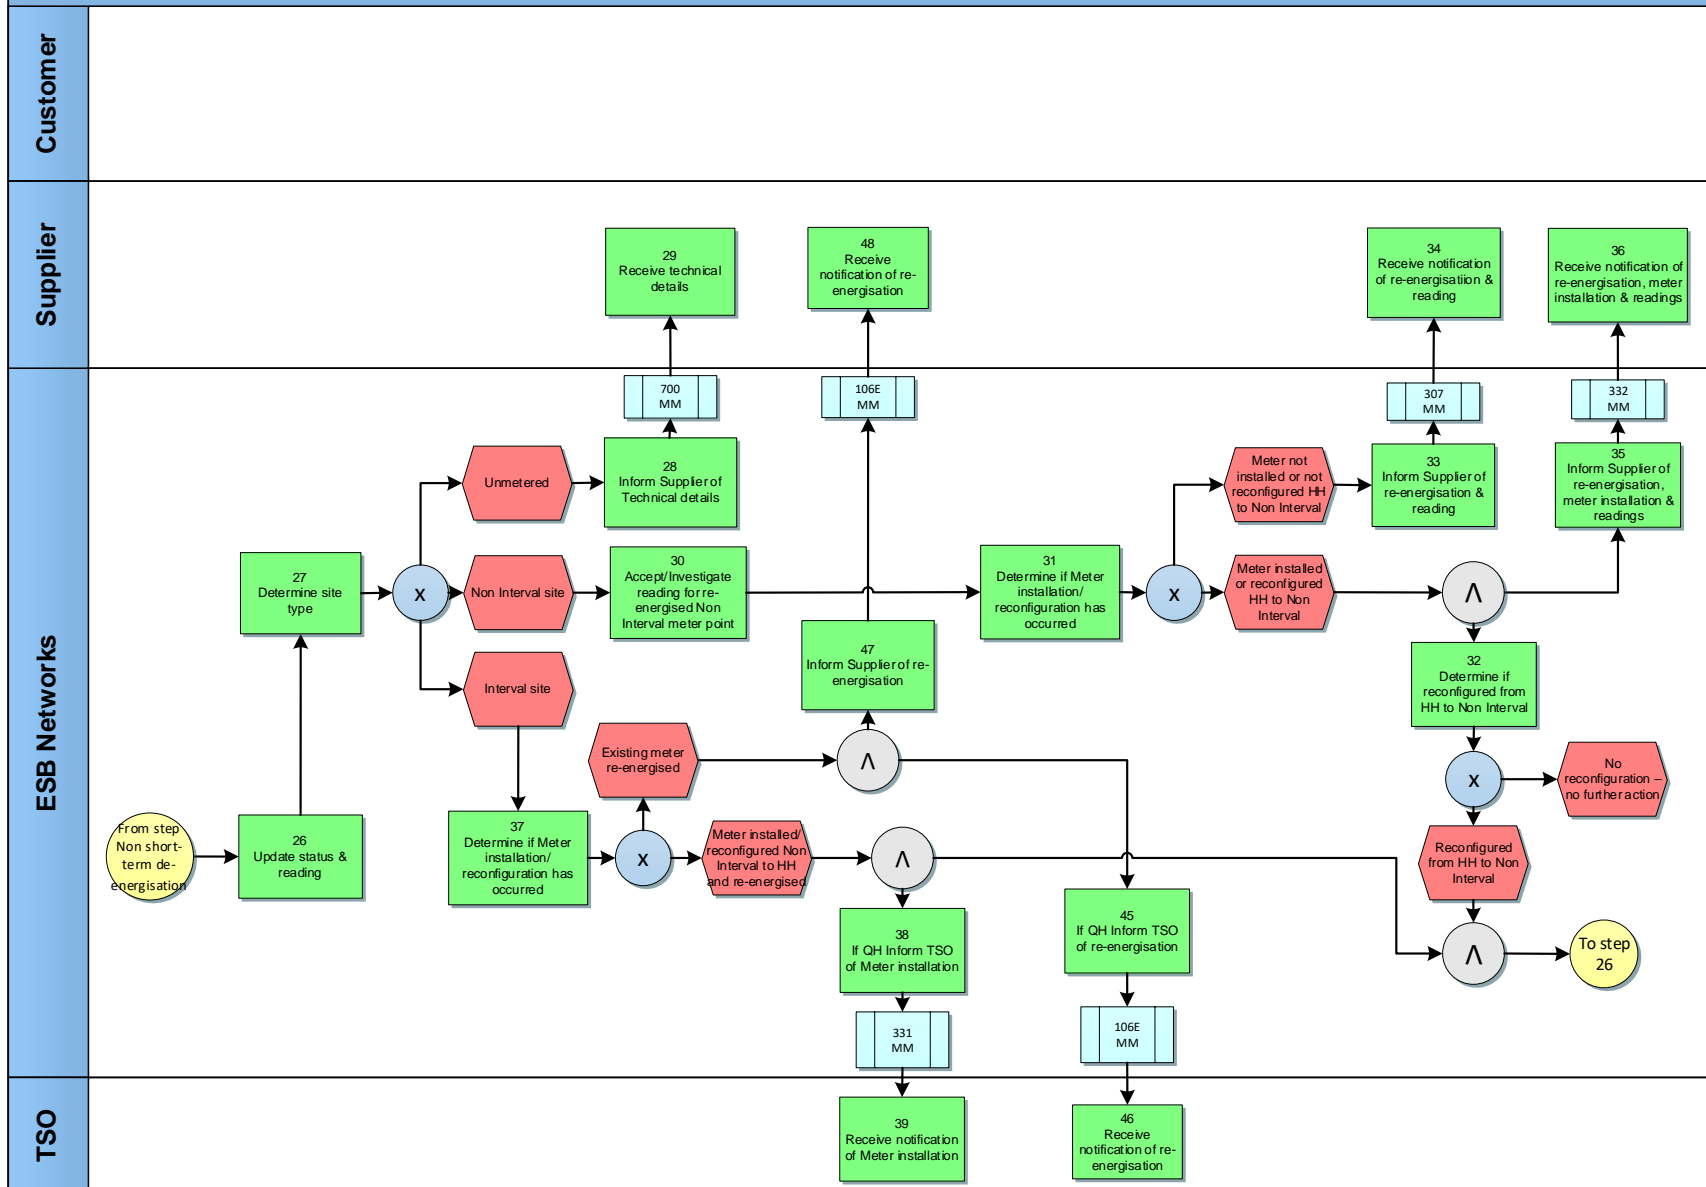 Customer
Supplier
29
Receive technical
details
48
Receive
notification of re-
energisation
34
Receive notification
of re-energisatiion &
reading
36
Receive notification of
re-energisation, meter
installation & readings
ESB Networks
700
MM
106E
MM
307
MM
332
MM
Unmetered
28
Inform Supplier of
Technical details
Meter not
installed or not
reconfigured HH
to Non Interval
33
Inform Supplier of
re-energisation &
reading
35
Inform Supplier of
re-energisation,
meter installation &
readings
27
Determine site
type
X
Non Interval site
30
Accept/Investigate
reading for re-
energised Non
Interval meter point
31
Determine if Meter
installation/
reconfiguration has
occurred
X
Meter installed
or reconfigured
HH to Non
Interval
Λ
Interval site
47
Inform Supplier of re-
energisation
32
Determine if
reconfigured from
HH to Non Interval
Existing meter
re-energised
Λ
X
No
reconfiguration –
no further action
From step
Non short-
term de-
energisation
26
Update status &
reading
37
Determine if Meter
installation/
reconfiguration has
occurred
X
Meter installed/
reconfigured Non
Interval to HH
and re-energised
Λ
Reconfigured
from HH to Non
Interval
38
If QH Inform TSO
of Meter installation
45
If QH Inform TSO
of re-energisation
Λ
To step
26
331
MM
106E
MM
TSO
39
Receive notification
of Meter installation
46
Receive
notification of re-
energisation